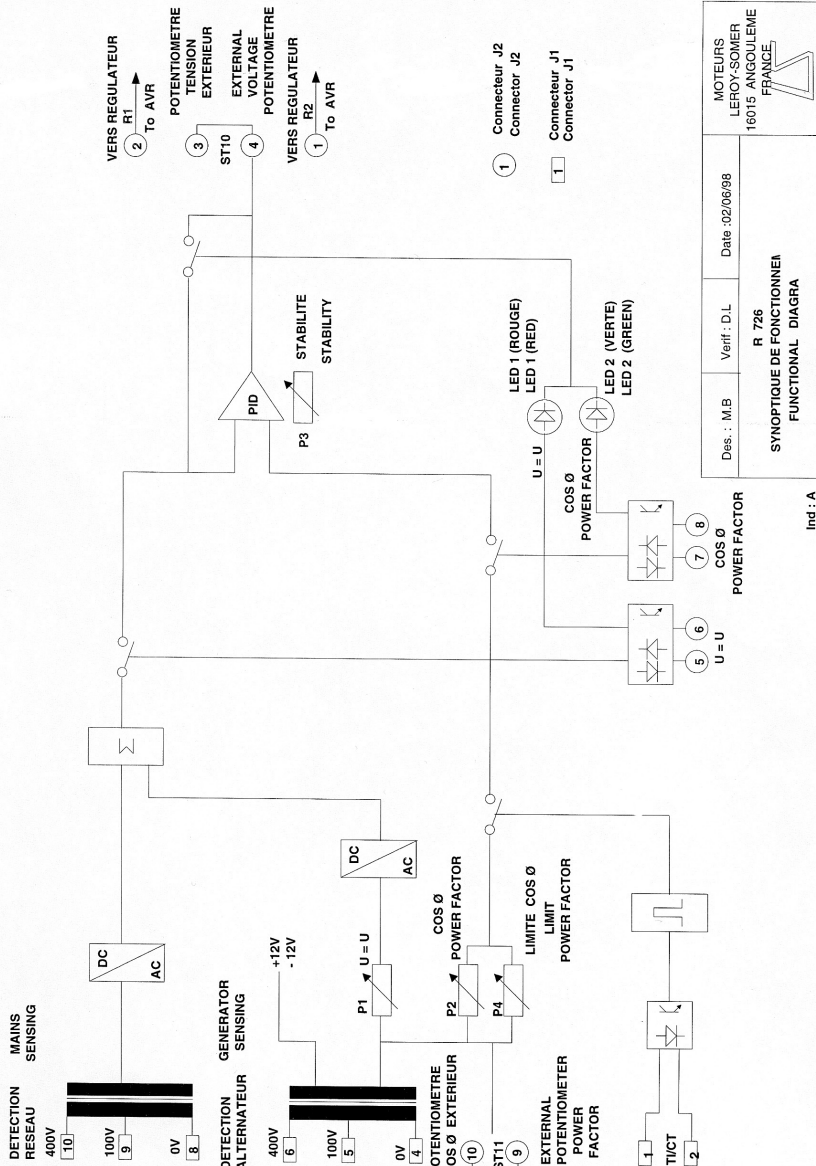 DETECTION
RESEAU
MAINS
SENSING
400V
10
100V
9
0V
8
DC
AC
Σ
DETECTION
ALTERNATEUR
GENERATOR
SENSING
400V
6
100V
5
0V
4
+12V
- 12V
P1
U = U
DC
AC
OTENTIOMETRE
OS Ø EXTERIEUR
10
ST11
9
EXTERNAL
POTENTIOMETER
POWER
FACTOR
P2
COS Ø
POWER FACTOR
P4
LIMITE COS Ø
LIMIT
POWER FACTOR
1
TI/CT
2
PID
P3
STABILITE
STABILITY
VERS REGULATEUR
R1
2
To AVR
3
POTENTIOMETRE
TENSION
EXTERIEUR
ST10
4
EXTERNAL
VOLTAGE
POTENTIOMETRE
VERS REGULATEUR
R2
1
To AVR
U = U
LED 1 (ROUGE)
LED 1 (RED)
COS Ø
POWER FACTOR
LED 2 (VERTE)
LED 2 (GREEN)
5
6
U = U
7
8
COS Ø
POWER FACTOR
1
Connecteur J2
Connector J2
1
Connecteur J1
Connector J1
Des. : M.B
Verif : D.L
Date :02/06/98
MOTEURS
LEROY-SOMER
16015 ANGOULEME
FRANCE
R 726
SYNOPTIQUE DE FONCTIONNEM
FUNCTIONAL DIAGRA
Ind : A